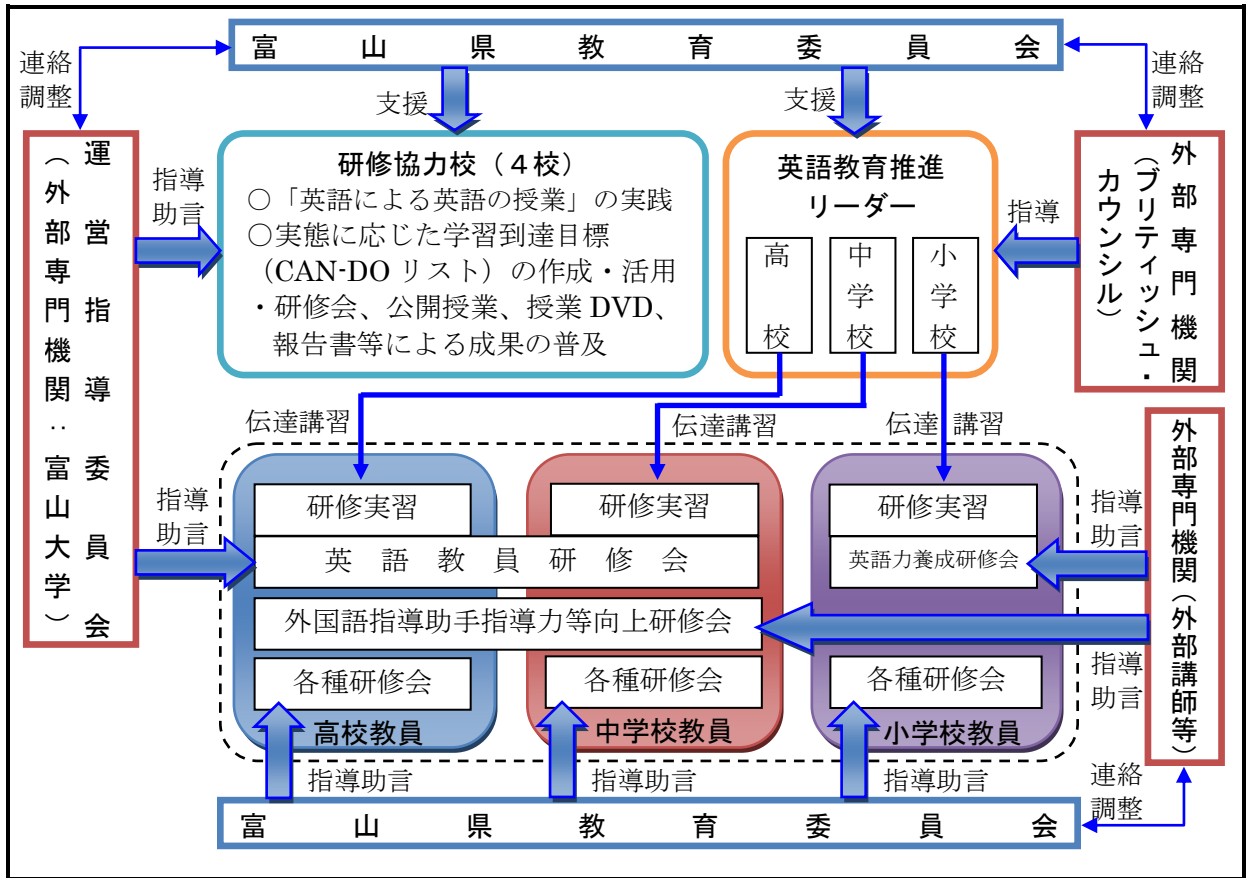 富山県教育委員会
連絡
調整
支援
支援
連絡
調整
運営指導委員会
（外部専門機関：富山大学）
指導
助言
研修協力校（４校）
○「英語による英語の授業」の実践
○実態に応じた学習到達目標
（CAN-DO リスト）の作成・活用
・研修会、公開授業、授業 DVD、
報告書等による成果の普及
英語教育推進
リーダー
高校
中学校
小学校
指導
外部専門機関
（ブリティッシュ・
カウンシル）
伝達講習
伝達講習
伝達講習
指導
助言
研修実習
研修実習
研修実習
英語教員研修会
英語力養成研修会
外国語指導助手指導力等向上研修会
各種研修会
各種研修会
各種研修会
高校教員
中学校教員
小学校教員
指導
助言
指導
助言
外部専門機関（外部講師等）
指導助言
指導助言
指導助言
連絡
調整
富山県教育委員会